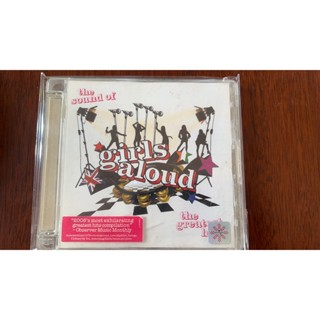 the
sound of
girls
aloud
the
great
h
"2006's most exhilarating
greatest hits compilation"
- Observer Music Monthly